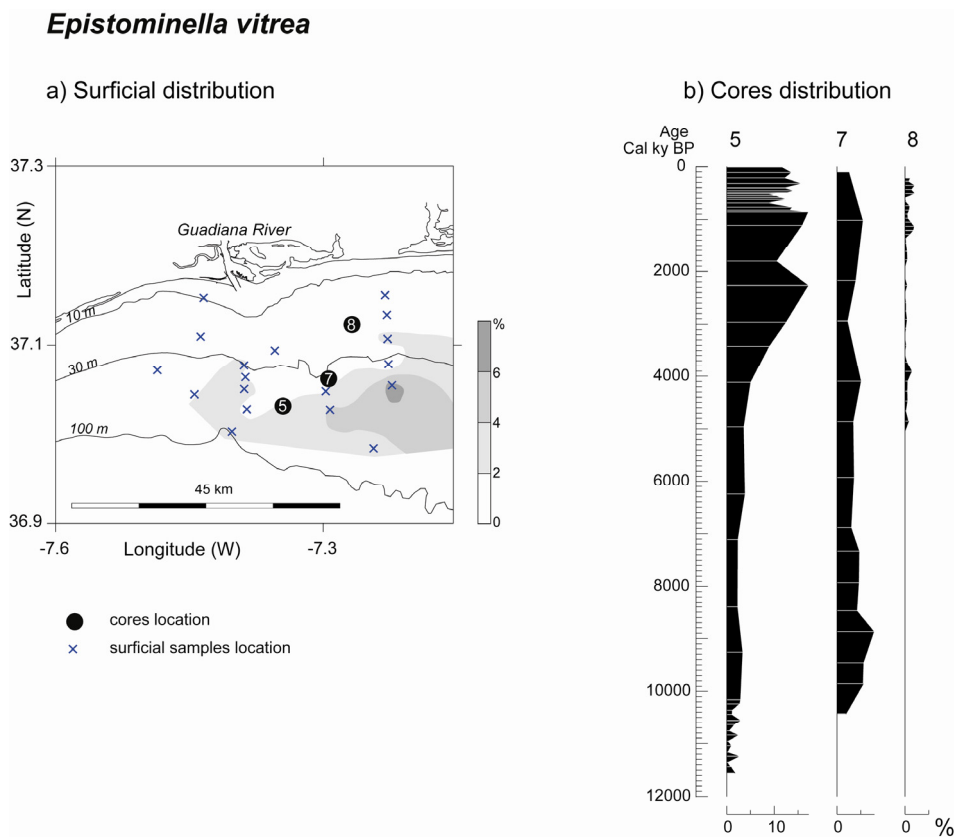 Epistominella vitrea
a) Surficial distribution
37.3
Latitude (N)
37.1
36.9
Guadiana River
10 m
30 m
100 m
8
7
5
45 km
-7.6
Longitude (W)
-7.3
%
6
4
2
0
cores location
surficial samples location
b) Cores distribution
Age
Cal ky BP
5
7
8
0
2000
4000
6000
8000
10000
12000
0
10
0
0
%